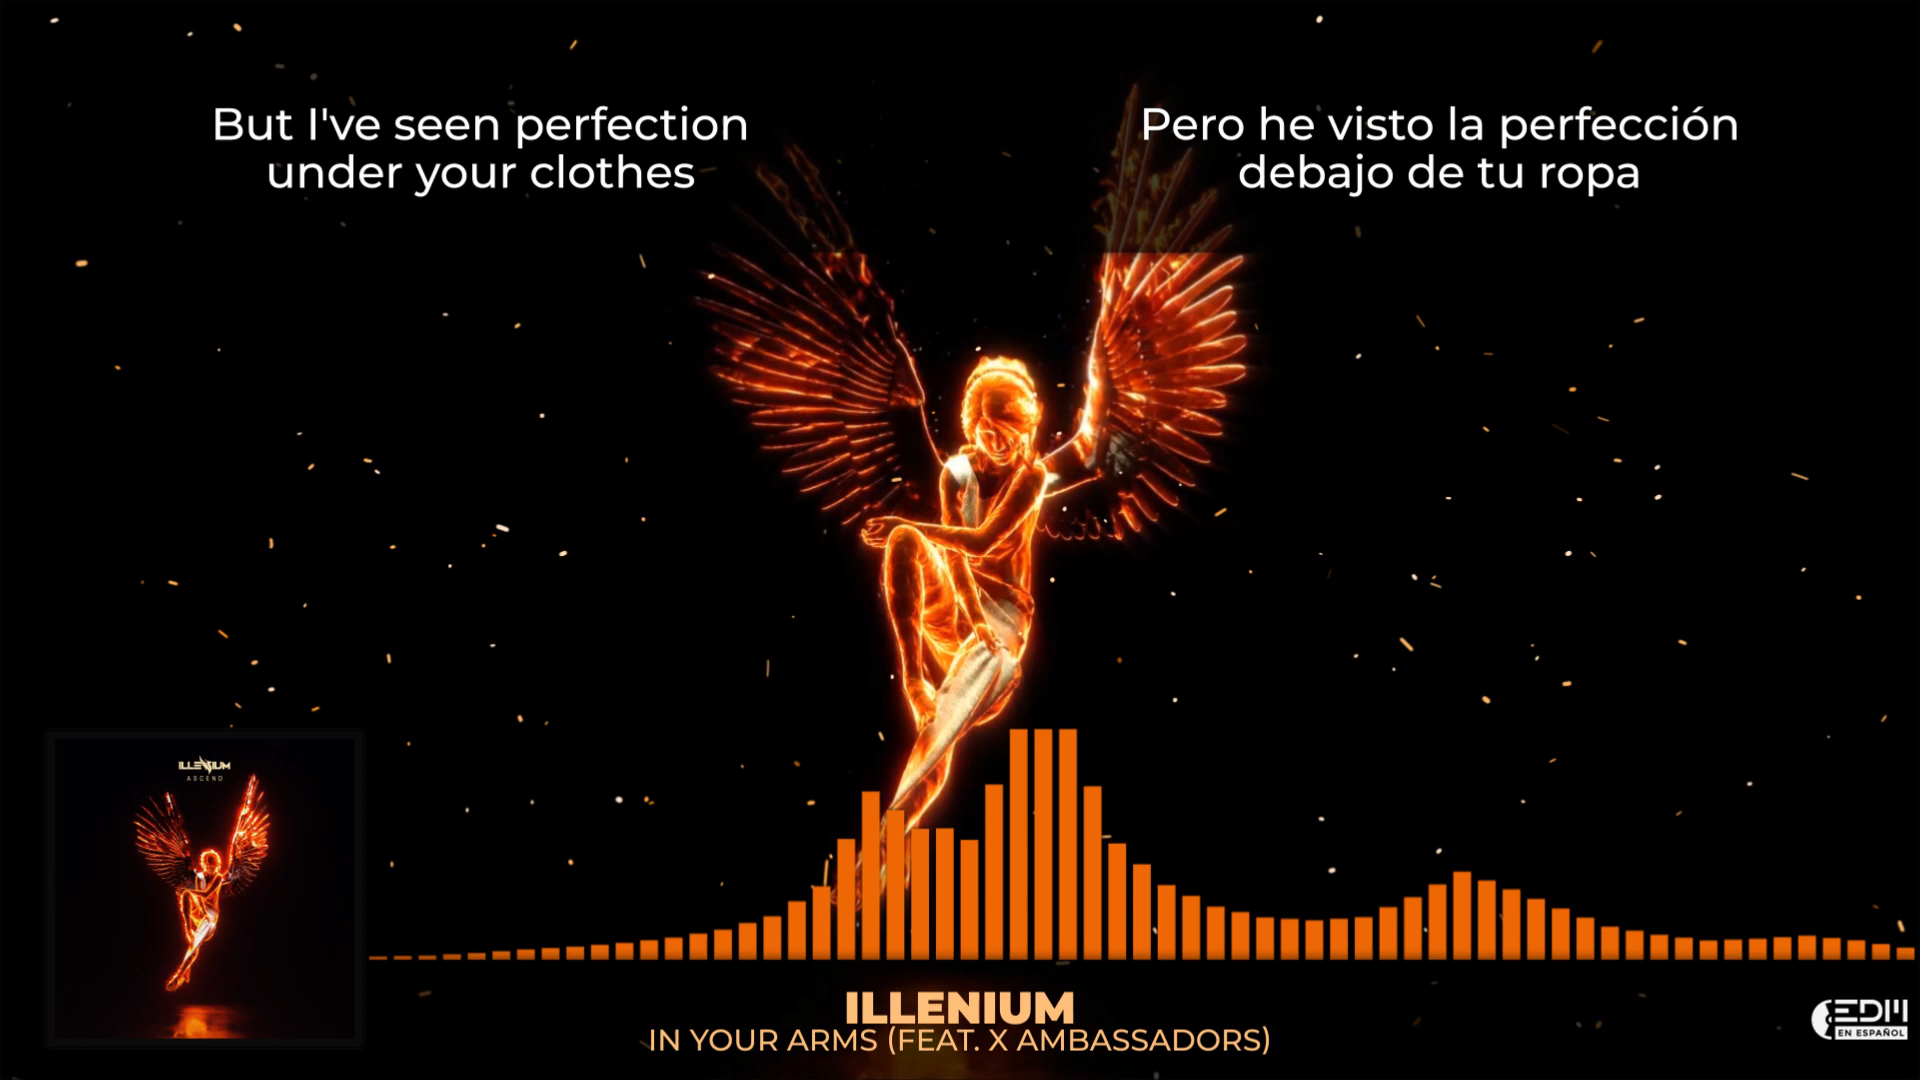 But I've seen perfection
under your clothes
Pero he visto la perfección
debajo de tu ropa
ILLENIUM
ASCEND
ILLENIUM
IN YOUR ARMS (FEAT. X AMBASSADORS)
EDM
EN ESPAÑOL